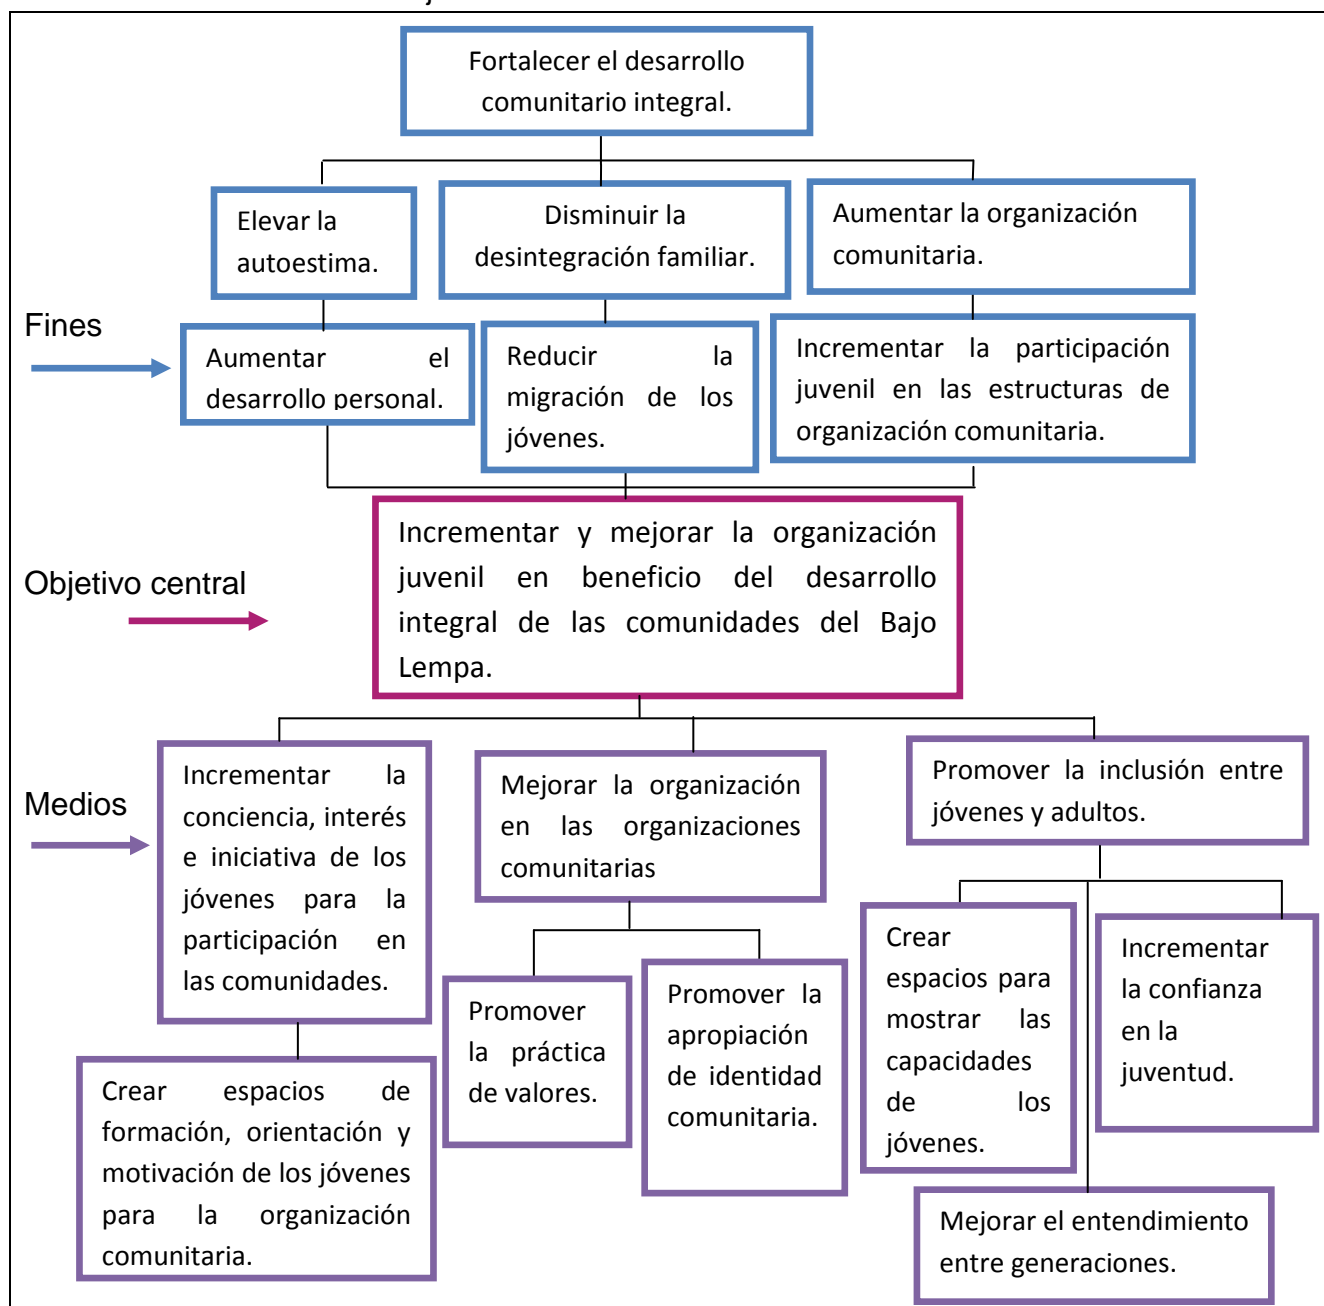 Fortalecer el desarrollo
comunitario integral.
Elevar la
autoestima.
Disminuir la
desintegración familiar.
Aumentar la organización
comunitaria.
Fines
Aumentar el
desarrollo personal.
Reducir la
migración de los
jóvenes.
Incrementar la participación
juvenil en las estructuras de
organización comunitaria.
Objetivo central
Incrementar y mejorar la organización
juvenil en beneficio del desarrollo
integral de las comunidades del Bajo
Lempa.
Medios
Incrementar la
conciencia, interés
e iniciativa de los
jóvenes para la
participación en
las comunidades.
Mejorar la organización
en las organizaciones
comunitarias
Promover la inclusión entre
jóvenes y adultos.
Crear espacios de
formación, orientación y
motivación de los jóvenes
para la organización
comunitaria.
Promover
la práctica
de valores.
Promover la
apropiación
de identidad
comunitaria.
Crear
espacios para
mostrar las
capacidades
de los
jóvenes.
Incrementar
la confianza
en la
juventud.
Mejorar el entendimiento
entre generaciones.